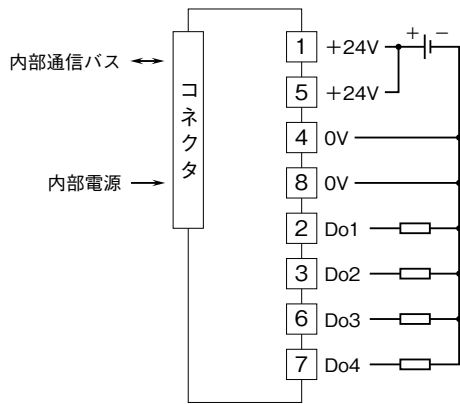 内部通信バス
内部電源
コネクタ
1 +24V + −
5 +24V
4 0V
8 0V
2 Do1
3 Do2
6 Do3
7 Do4